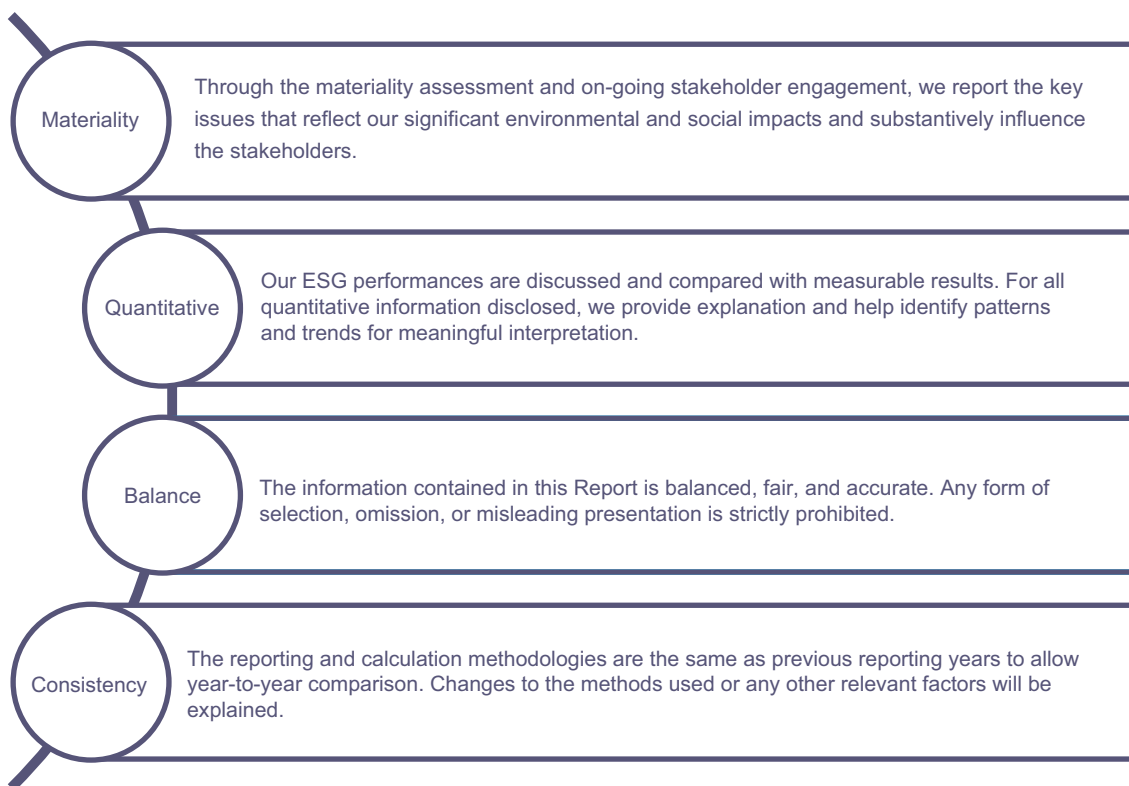 Materiality
Through the materiality assessment and on-going stakeholder engagement, we report the key
issues that reflect our significant environmental and social impacts and substantively influence
the stakeholders.
Quantitative
Our ESG performances are discussed and compared with measurable results. For all
quantitative information disclosed, we provide explanation and help identify patterns
and trends for meaningful interpretation.
Balance
The information contained in this Report is balanced, fair, and accurate. Any form of
selection, omission, or misleading presentation is strictly prohibited.
Consistency
The reporting and calculation methodologies are the same as previous reporting years to allow
year-to-year comparison. Changes to the methods used or any other relevant factors will be
explained.